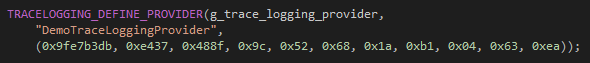 TRACELOGGING_DEFINE_PROVIDER(g_trace_logging_provider,
"DemoTraceLoggingProvider",
(0x9fe7b3db, 0xe437, 0x488f, 0x9c, 0x52, 0x68, 0x1a, 0xb1, 0x04, 0x63, 0xea));